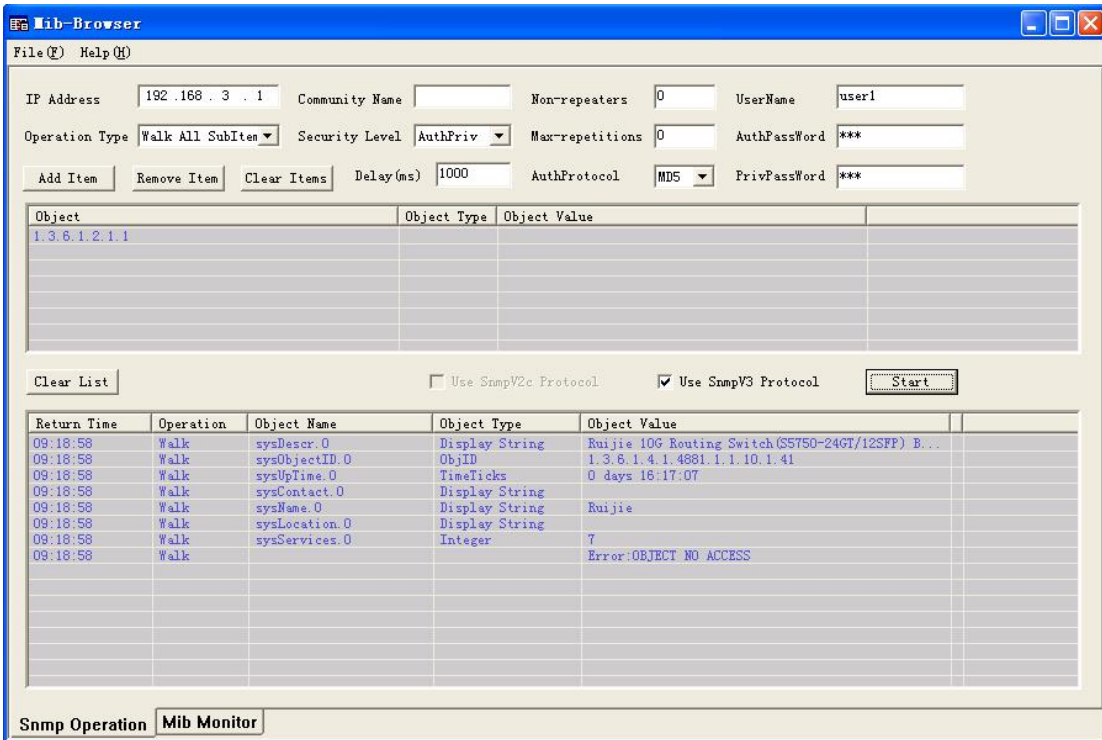 Mib-Browser
File(F) Help(H)
IP Address 192 .168 . 3 . 1 Community Name Non-repeaters 0 UserName user1
Operation Type Walk All SubItem Security Level AuthPriv Max-repetitions 0 AuthPassWord ***
Add Item Remove Item Clear Items Delay(ms) 1000 AuthProtocol MD5 PrivPassWord ***
Object Object Type Object Value
1.3.6.1.2.1.1
Clear List Use SnmpV2c Protocol Use SnmpV3 Protocol Start
Return Time Operation Object Name Object Type Object Value
09:18:58 Walk sysDescr.0 Display String Ruijie 10G Routing Switch(S5750-24GT/12SFP) B...
09:18:58 Walk sysObjectID.0 ObjID 1.3.6.1.4.1.4881.1.1.10.1.41
09:18:58 Walk sysUpTime.0 TimeTicks 0 days 16:17:07
09:18:58 Walk sysContact.0 Display String
09:18:58 Walk sysName.0 Display String Ruijie
09:18:58 Walk sysLocation.0 Display String
09:18:58 Walk sysServices.0 Integer 7
09:18:58 Walk Error:OBJECT NO ACCESS
Snmp Operation Mib Monitor